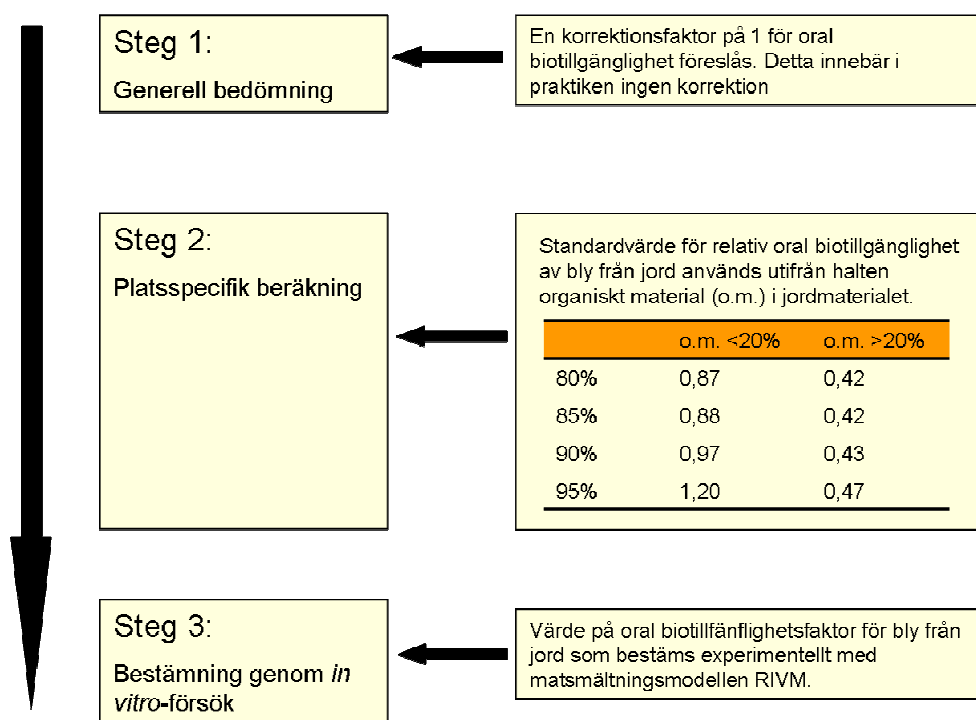 Steg 1:
Generell bedömning
En korrektionsfaktor på 1 för oral
biotillgänglighet föreslås. Detta innebär i
praktiken ingen korrektion
Steg 2:
Platsspecifik beräkning
Standardvärde för relativ oral biotillgänglighet
av bly från jord används utifrån halten
organiskt material (o.m.) i jordmaterialet.
o.m. <20% o.m. >20%
80% 0,87 0,42
85% 0,88 0,42
90% 0,97 0,43
95% 1,20 0,47
Steg 3:
Bestämning genom in
vitro-försök
Värde på oral biotillfänflighetsfaktor för bly från
jord som bestäms experimentellt med
matsmältningsmodellen RIVM.